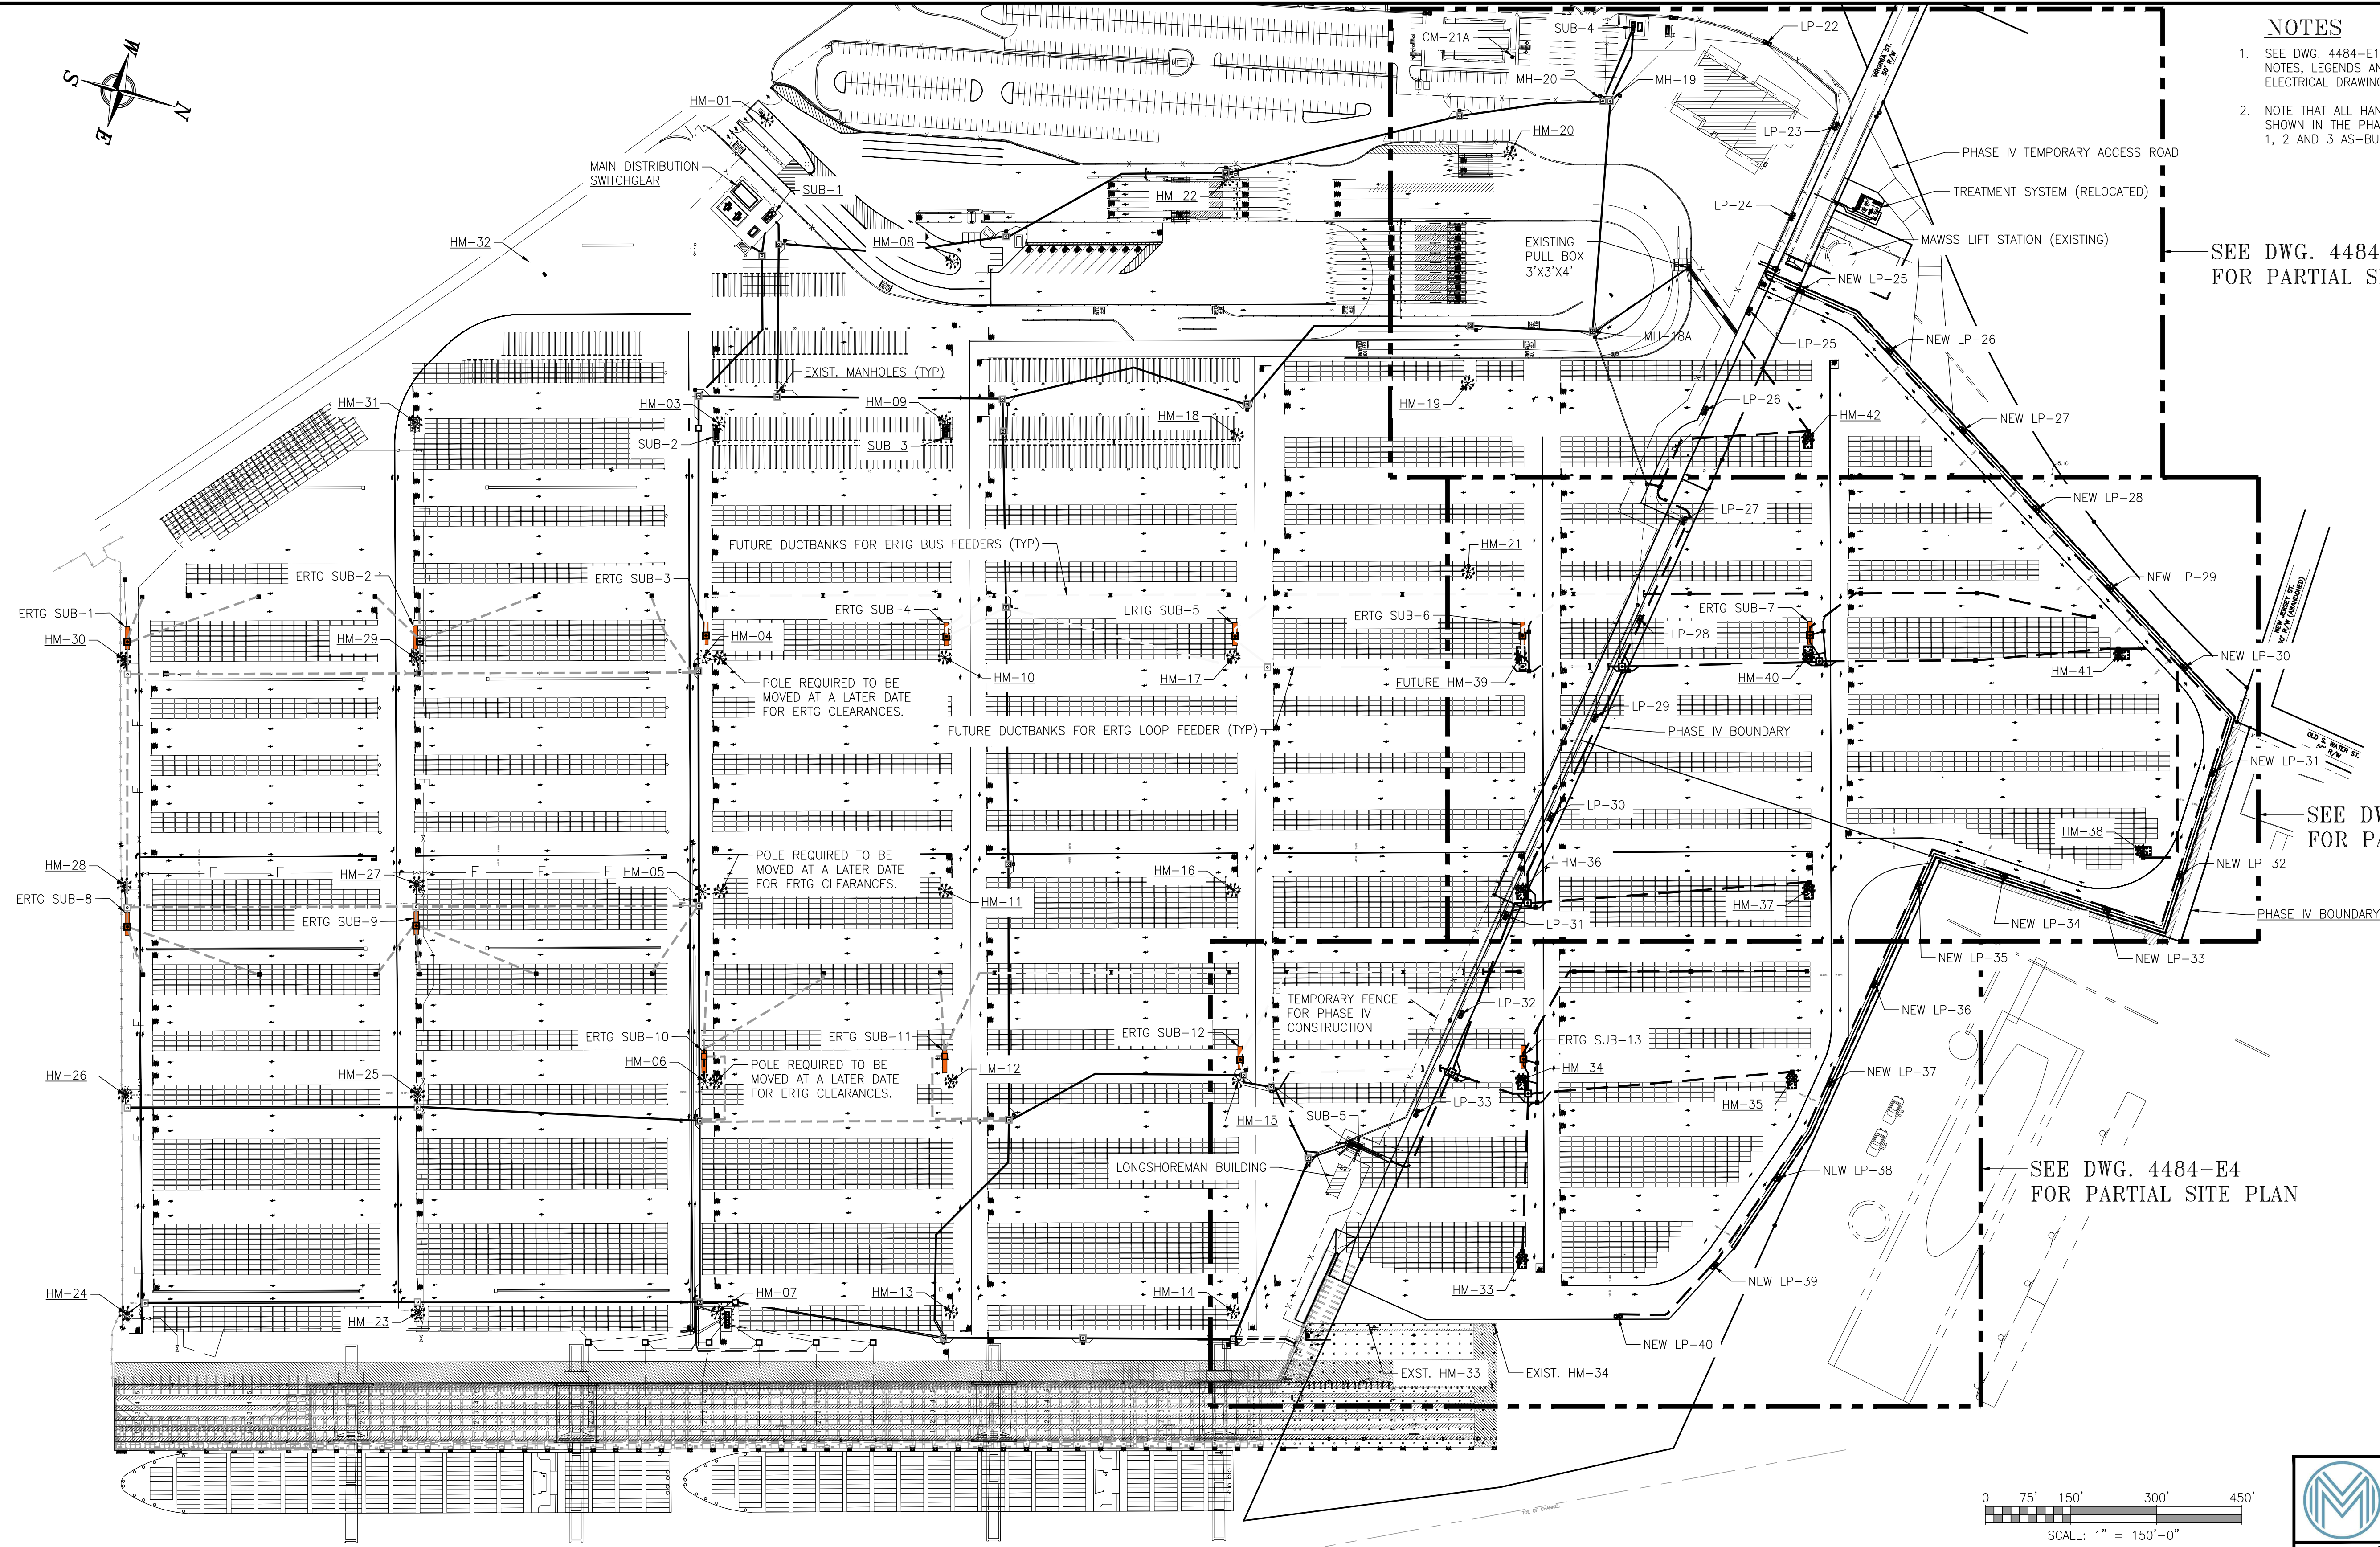 W
S
N
E
NOTES
1. SEE DWG. 4484-E1
NOTES, LEGENDS AN
ELECTRICAL DRAWING
2. NOTE THAT ALL HAN
SHOWN IN THE PHA
1, 2 AND 3 AS-BU
SUB-4
LP-22
CM-21A
VIRGINIA ST.
50' R/W
MH-20
MH-19
HM-01
LP-23
HM-20
PHASE IV TEMPORARY ACCESS ROAD
MAIN DISTRIBUTION
SWITCHGEAR
SUB-1
HM-22
TREATMENT SYSTEM (RELOCATED)
LP-24
HM-32
HM-08
EXISTING
PULL BOX
3'X3'X4'
MAWSS LIFT STATION (EXISTING)
SEE DWG. 4484
FOR PARTIAL S
NEW LP-25
MH-18A
LP-25
NEW LP-26
EXIST. MANHOLES (TYP)
HM-31
HM-03
HM-09
HM-18
HM-19
LP-26
HM-42
NEW LP-27
SUB-2
SUB-3
NEW LP-28
LP-27
FUTURE DUCTBANKS FOR ERTG BUS FEEDERS (TYP)
HM-21
ERTG SUB-2
ERTG SUB-3
NEW LP-29
NEW JERSEY ST.
ERTG SUB-1
ERTG SUB-4
ERTG SUB-5
ERTG SUB-6
ERTG SUB-7
HM-30
HM-29
HM-04
LP-28
NEW LP-30
HM-10
HM-17
FUTURE HM-39
HM-40
HM-41
POLE REQUIRED TO BE
MOVED AT A LATER DATE
FOR ERTG CLEARANCES.
LP-29
FUTURE DUCTBANKS FOR ERTG LOOP FEEDER (TYP)
PHASE IV BOUNDARY
OLD S. WATER ST.
NEW LP-31
LP-30
SEE DW
FOR PA
HM-38
POLE REQUIRED TO BE
MOVED AT A LATER DATE
FOR ERTG CLEARANCES.
HM-28
HM-27
HM-05
HM-16
HM-36
NEW LP-32
ERTG SUB-8
HM-11
HM-37
ERTG SUB-9
LP-31
NEW LP-34
PHASE IV BOUNDARY
NEW LP-35
NEW LP-33
TEMPORARY FENCE
FOR PHASE IV
CONSTRUCTION
LP-32
NEW LP-36
ERTG SUB-10
ERTG SUB-11
ERTG SUB-12
ERTG SUB-13
HM-06
POLE REQUIRED TO BE
MOVED AT A LATER DATE
FOR ERTG CLEARANCES.
HM-26
HM-25
HM-12
HM-34
NEW LP-37
LP-33
HM-35
HM-15
SUB-5
LONGSHOREMAN BUILDING
NEW LP-38
SEE DWG. 4484-E4
FOR PARTIAL SITE PLAN
HM-33
NEW LP-39
HM-24
HM-07
HM-13
HM-14
HM-23
NEW LP-40
EXST. HM-33
EXIST. HM-34
TOE OF CHANNEL
0 75' 150' 300' 450'
SCALE: 1" = 150'-0"